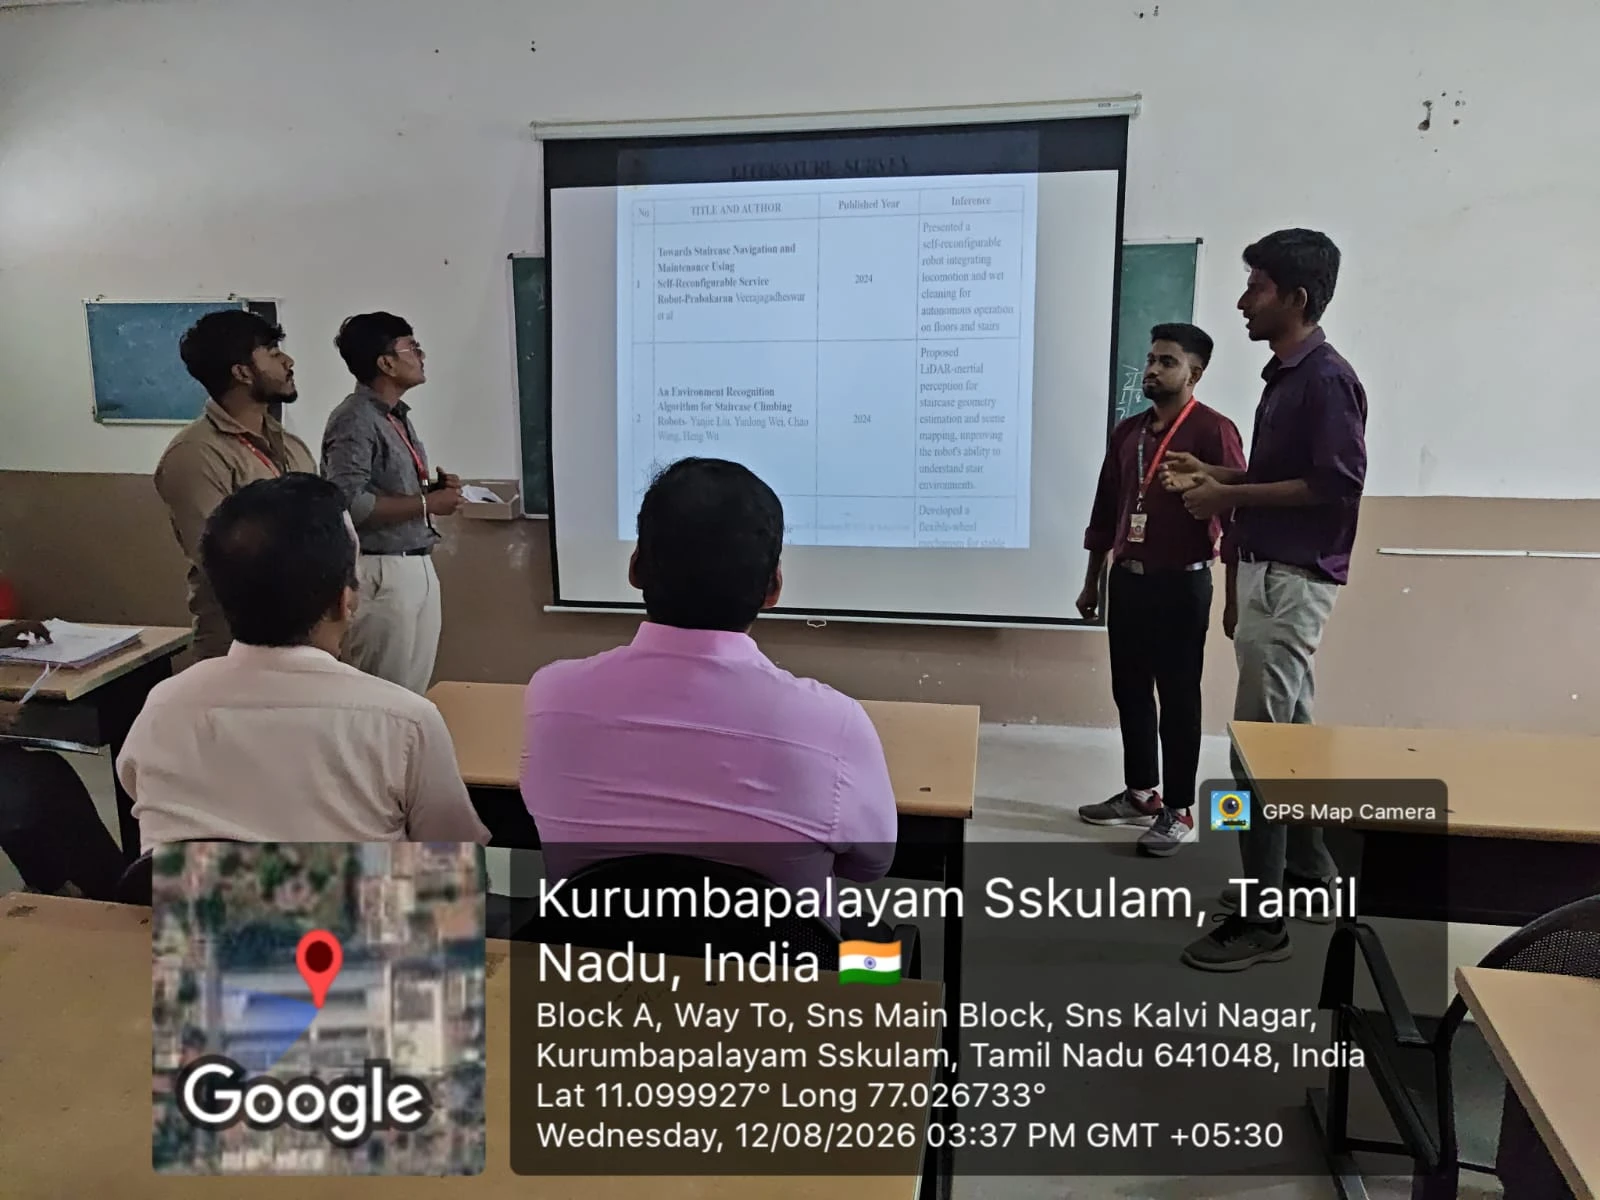 LITERATURE SURVEY
No
TITLE AND AUTHOR
Published Year
Inference
1
Towards Staircase Navigation and
Maintenance Using
Self-Reconfigurable Service
Robot-Prabakaran Veerajagadheswar
et al
2024
Presented a
self-reconfigurable
robot integrating
locomotion and wet
cleaning for
autonomous operation
on floors and stairs
2
An Environment Recognition
Algorithm for Staircase Climbing
Robots- Yanjie Liu, Yanlong Wei, Chao
Wang, Heng Wu
2024
Proposed
LiDAR-inertial
perception for
staircase geometry
estimation and scene
mapping, improving
the robot's ability to
understand stair
environments.
Developed a
flexible-wheel
mechanism for stable
GPS Map Camera
Kurumbapalayam Sskulam, Tamil
Nadu, India
Block A, Way To, Sns Main Block, Sns Kalvi Nagar,
Kurumbapalayam Sskulam, Tamil Nadu 641048, India
Lat 11.099927° Long 77.026733°
Wednesday, 12/08/2026 03:37 PM GMT +05:30
Google